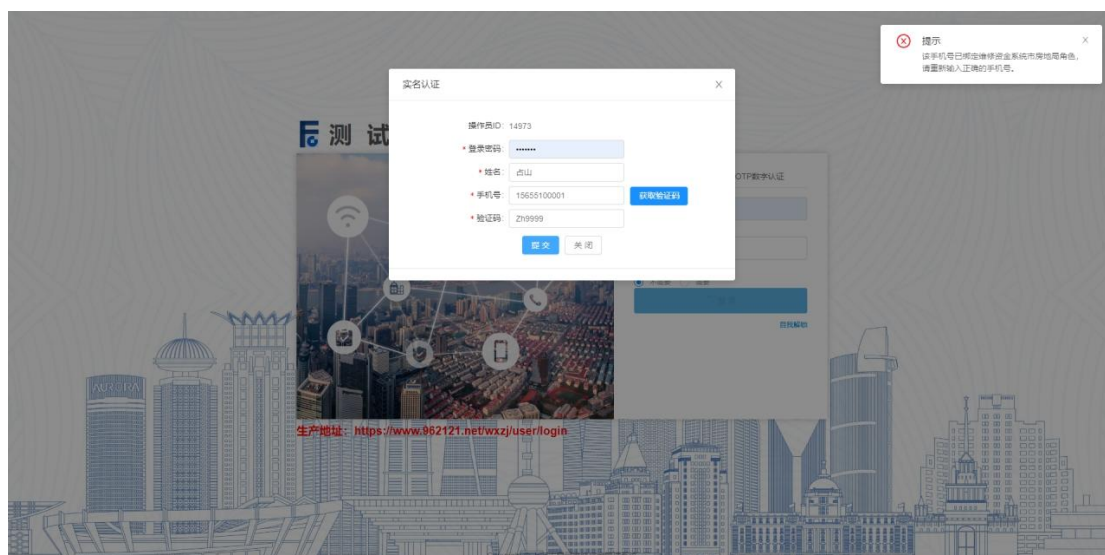 提示
该手机号已绑定维修资金系统市房地局角色，
请重新输入正确的手机号。
实名认证
操作员ID: 14973
* 登录密码: •••••••
* 姓名: 占山
* 手机号: 15655100001 获取验证码
* 验证码: Zh9999
提 交 关 闭
测 试
OTP数字认证
AURORA
生产地址： https://www.962121.net/wxzj/user/login